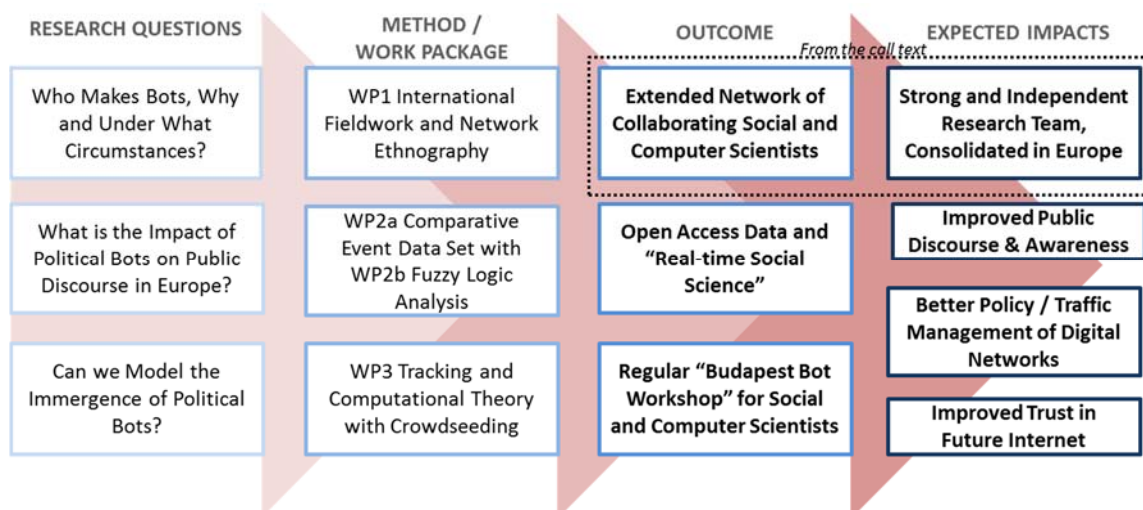 RESEARCH QUESTIONS
METHOD /
WORK PACKAGE
OUTCOME
EXPECTED IMPACTS
From the call text
Who Makes Bots, Why
and Under What
Circumstances?
WP1 International
Fieldwork and Network
Ethnography
Extended Network of
Collaborating Social and
Computer Scientists
Strong and Independent
Research Team,
Consolidated in Europe
What is the Impact of
Political Bots on Public
Discourse in Europe?
WP2a Comparative
Event Data Set with
WP2b Fuzzy Logic
Analysis
Open Access Data and
“Real-time Social
Science”
Improved Public
Discourse & Awareness
Better Policy / Traffic
Management of Digital
Networks
Can we Model the
Immergence of Political
Bots?
WP3 Tracking and
Computational Theory
with Crowdseeding
Regular “Budapest Bot
Workshop” for Social
and Computer Scientists
Improved Trust in
Future Internet